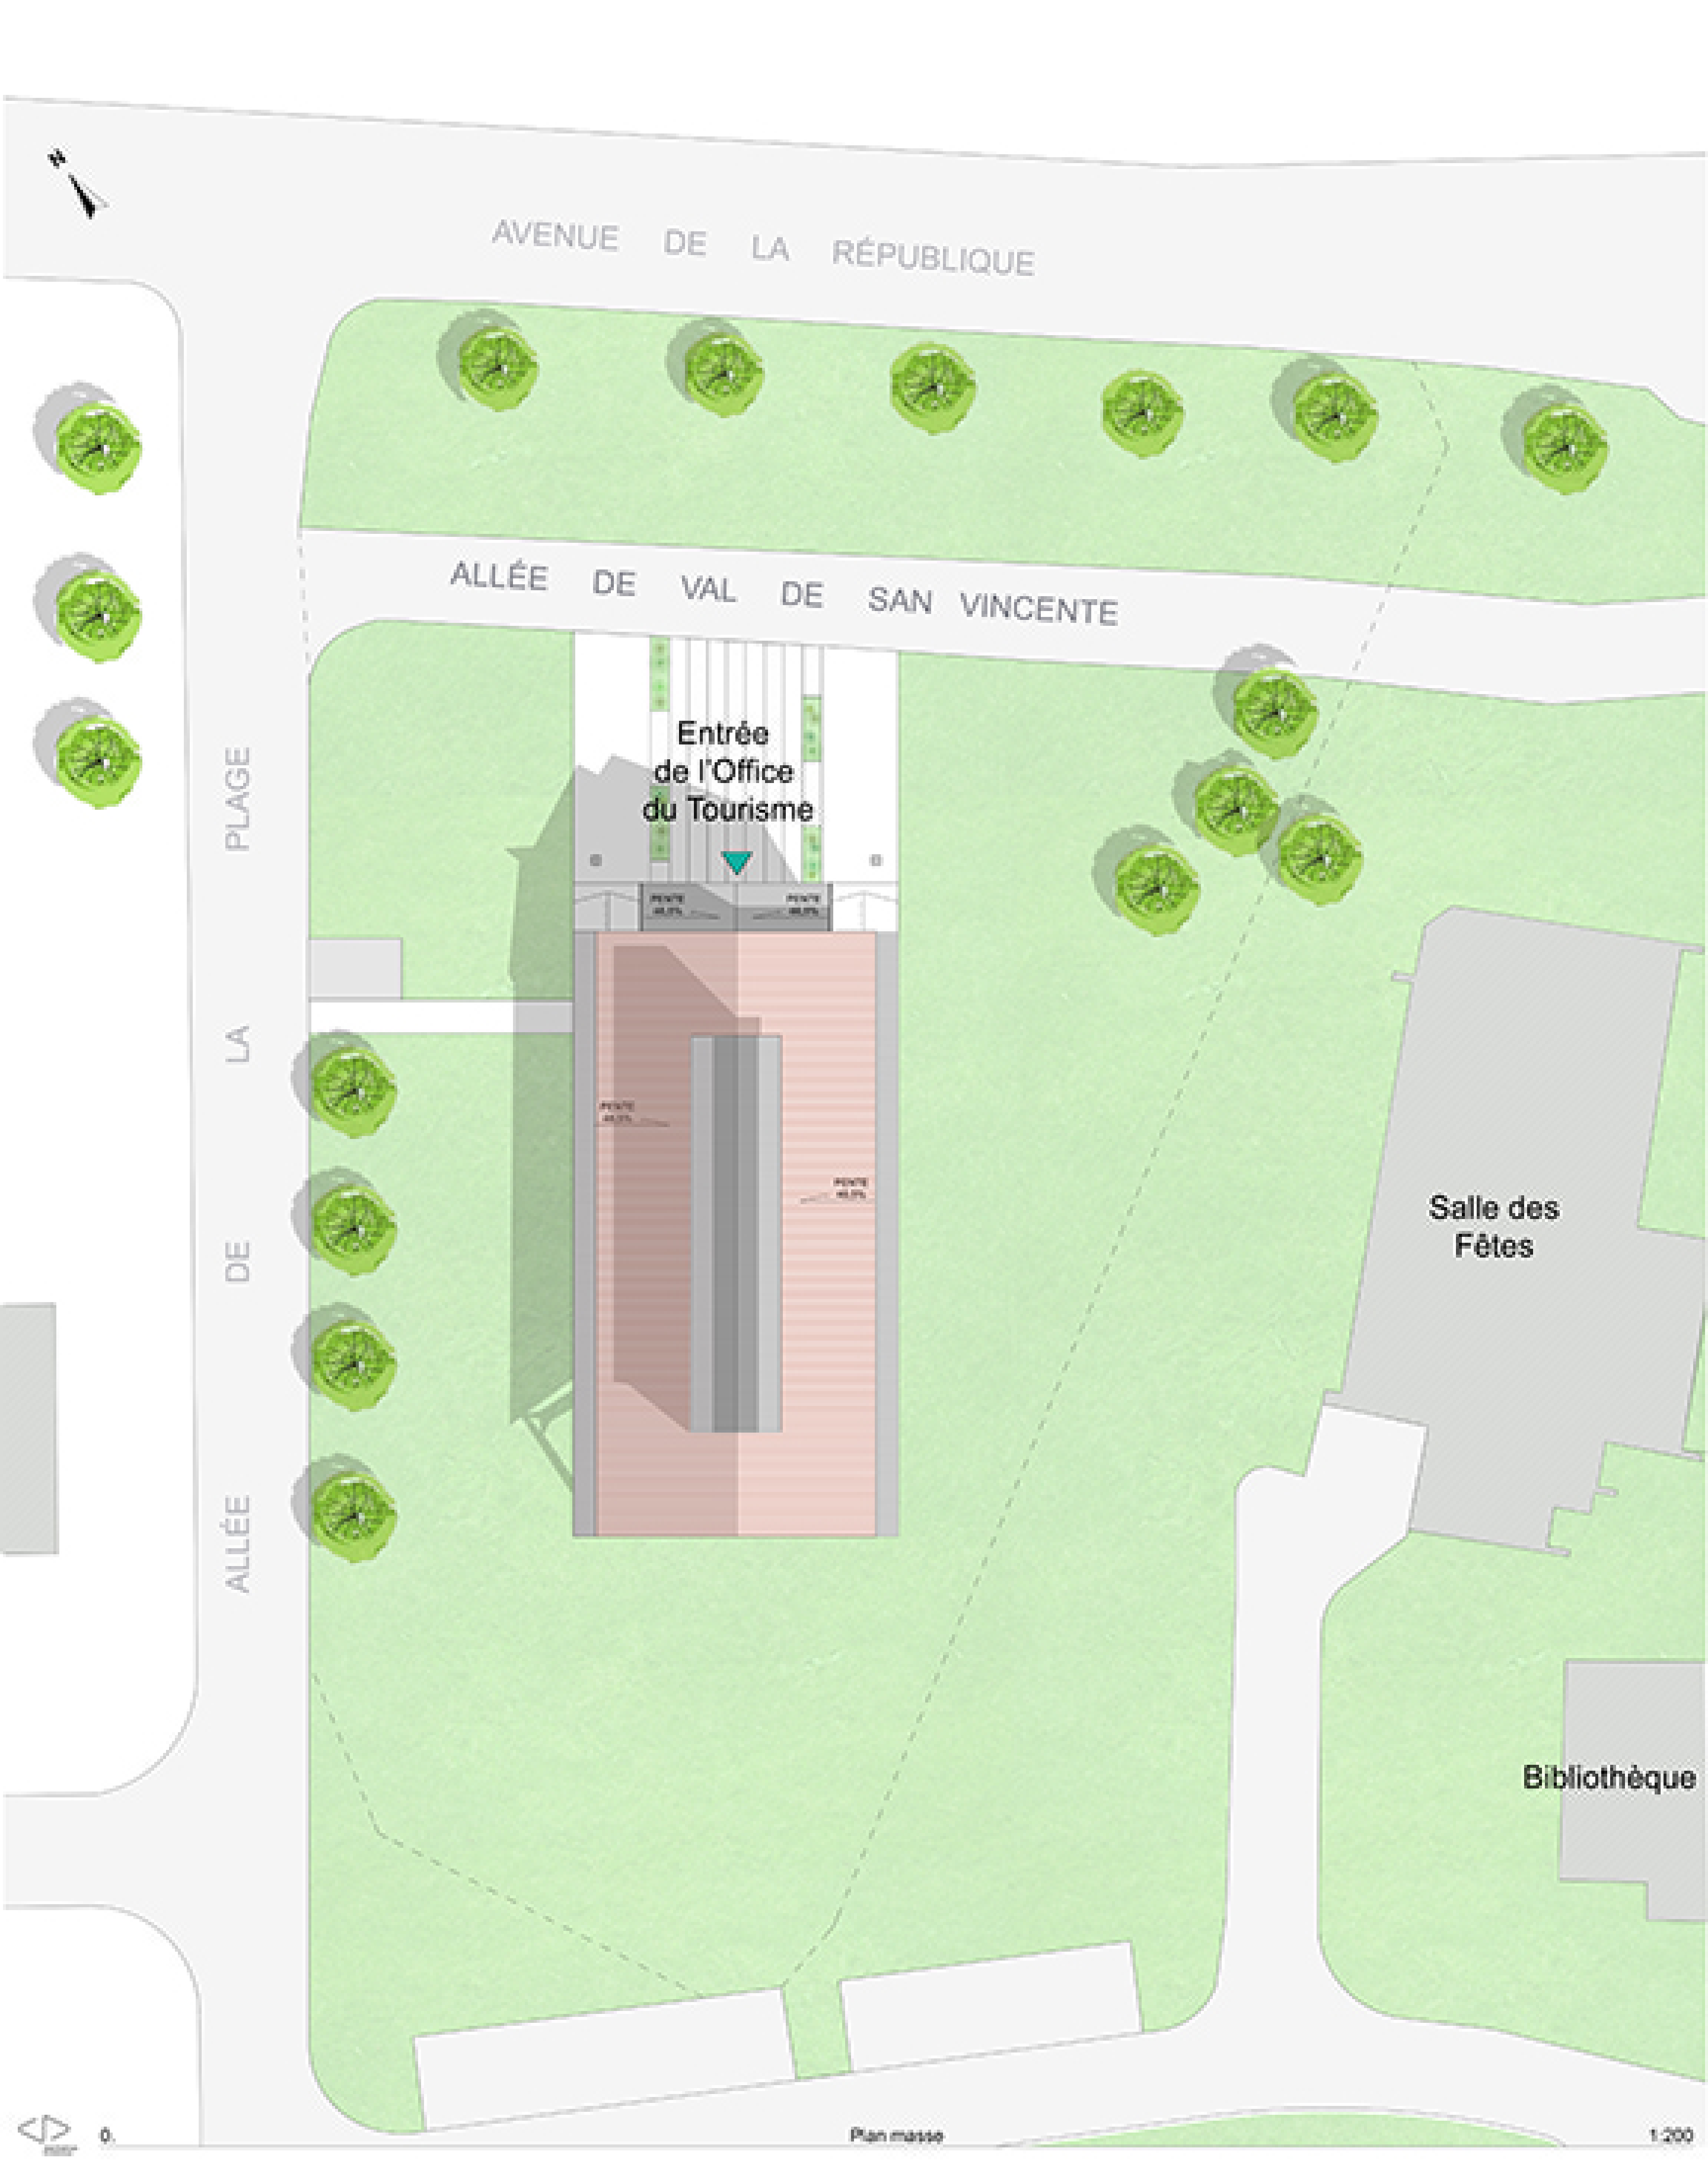 N
AVENUE DE LA RÉPUBLIQUE
ALLÉE DE VAL DE SAN VINCENTE
Entrée
de l'Office
du Tourisme
PENTE
PENTE
ALLÉE DE LA PLAGE
PENTE
PENTE
Salle des
Fêtes
Bibliothèque
0.
Plan masse
1:200